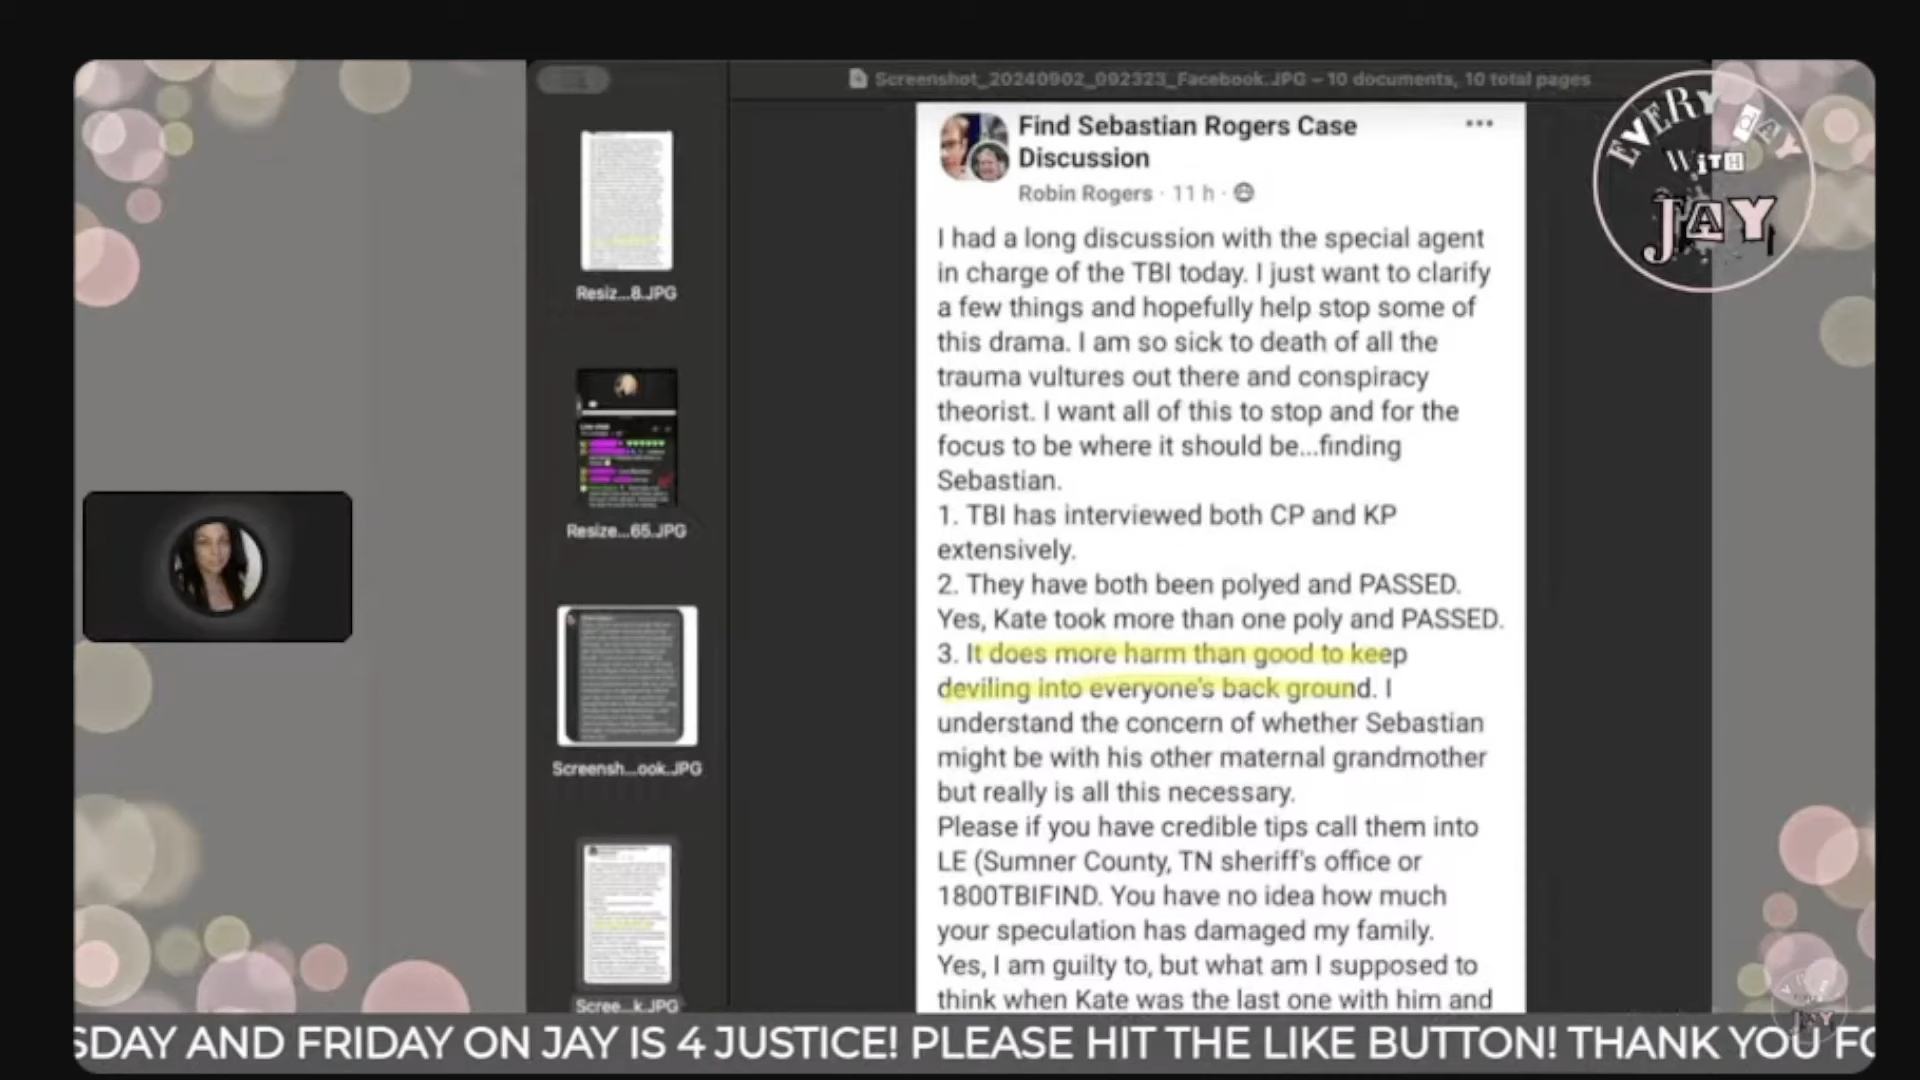 Screenshot_20240902_092323_Facebook.JPG – 10 documents, 10 total pages
EVERY
dAY
WiTH
JAY
Resiz...8.JPG
Resize...65.JPG
Screensh...ook.JPG
Scree...k.JPG
Find Sebastian Rogers Case
Discussion
Robin Rogers · 11 h ·
I had a long discussion with the special agent
in charge of the TBI today. I just want to clarify
a few things and hopefully help stop some of
this drama. I am so sick to death of all the
trauma vultures out there and conspiracy
theorist. I want all of this to stop and for the
focus to be where it should be...finding
Sebastian.
1. TBI has interviewed both CP and KP
extensively.
2. They have both been polyed and PASSED.
Yes, Kate took more than one poly and PASSED.
3. It does more harm than good to keep
deviling into everyone's back ground. I
understand the concern of whether Sebastian
might be with his other maternal grandmother
but really is all this necessary.
Please if you have credible tips call them into
LE (Sumner County, TN sheriff's office or
1800TBIFIND. You have no idea how much
your speculation has damaged my family.
Yes, I am guilty to, but what am I supposed to
think when Kate was the last one with him and
SDAY AND FRIDAY ON JAY IS 4 JUSTICE! PLEASE HIT THE LIKE BUTTON! THANK YOU FO